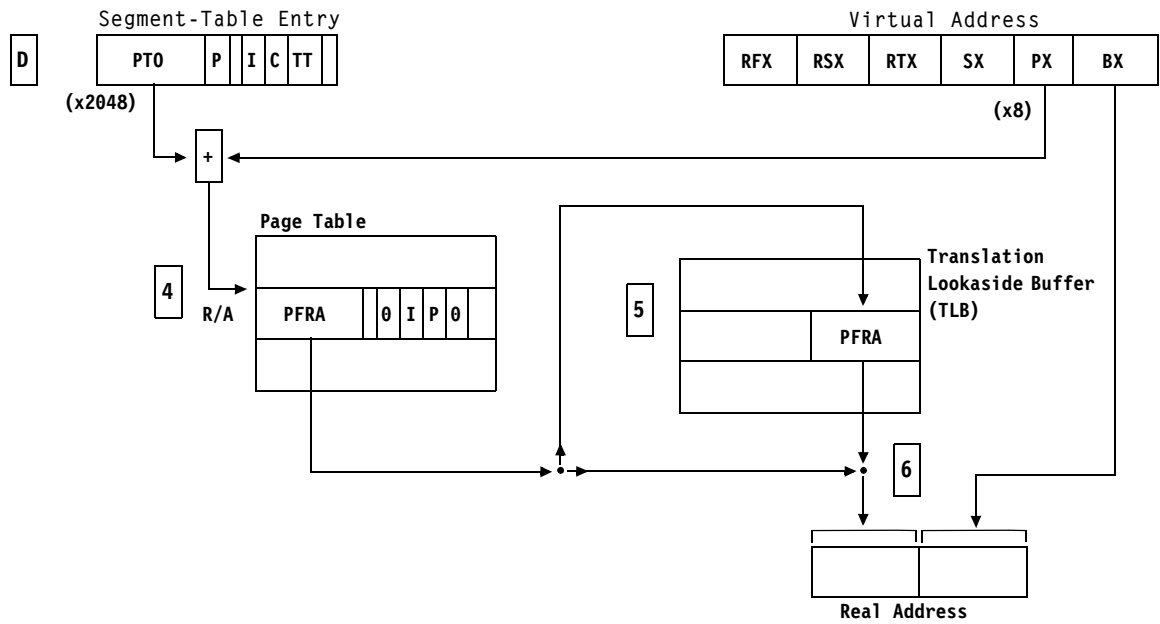 Segment-Table Entry
Virtual Address
D
PTO P I C TT
RFX RSX RTX SX PX BX
(x2048)
(x8)
+
Page Table
4
R/A
PFRA 0 I P 0
Translation
Lookaside Buffer
(TLB)
5
PFRA
6
Real Address